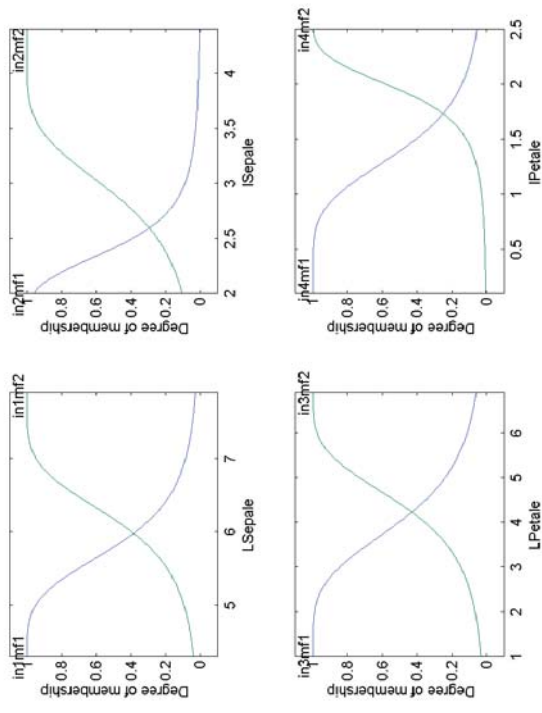 in1mf1
in1mf2
1
0.8
0.6
0.4
0.2
0
Degree of membership
5
6
7
LSepale
in2mf1
in2mf2
1
0.8
0.6
0.4
0.2
0
Degree of membership
2
2.5
3
3.5
4
lSepale
in3mf1
in3mf2
1
0.8
0.6
0.4
0.2
0
Degree of membership
1
2
3
4
5
6
LPetale
in4mf1
in4mf2
1
0.8
0.6
0.4
0.2
0
Degree of membership
0.5
1
1.5
2
2.5
lPetale